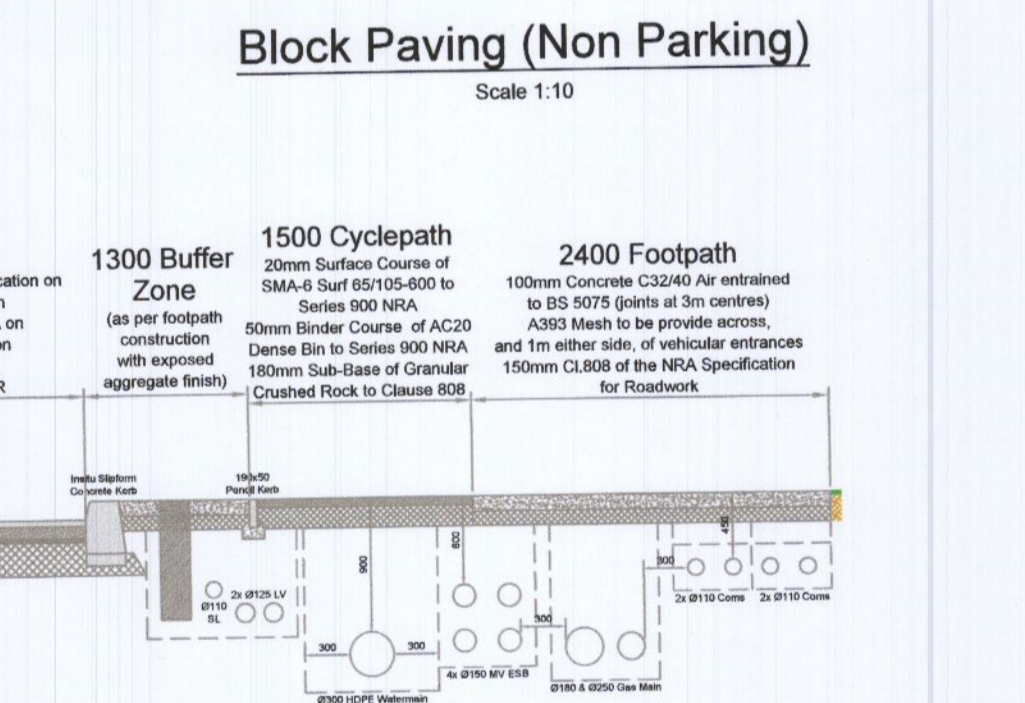 Block Paving (Non Parking)
Scale 1:10
cation on
on
on
R
1300 Buffer
Zone
(as per footpath
construction
with exposed
aggregate finish)
1500 Cyclepath
20mm Surface Course of
SMA-6 Surf 65/105-600 to
Series 900 NRA
50mm Binder Course of AC20
Dense Bin to Series 900 NRA
180mm Sub-Base of Granular
Crushed Rock to Clause 808
2400 Footpath
100mm Concrete C32/40 Air entrained
to BS 5075 (joints at 3m centres)
A393 Mesh to be provide across,
and 1m either side, of vehicular entrances
150mm Cl.808 of the NRA Specification
for Roadwork
Insitu Slipform
Concrete Kerb
Pencil Kerb
900
600
450
300
Ø110
SL
2x Ø125 LV
2x Ø110 Coms
2x Ø110 Coms
300
300
300
4x Ø150 MV ESB
Ø180 & Ø250 Gas Main
Ø300 HDPE Watermain